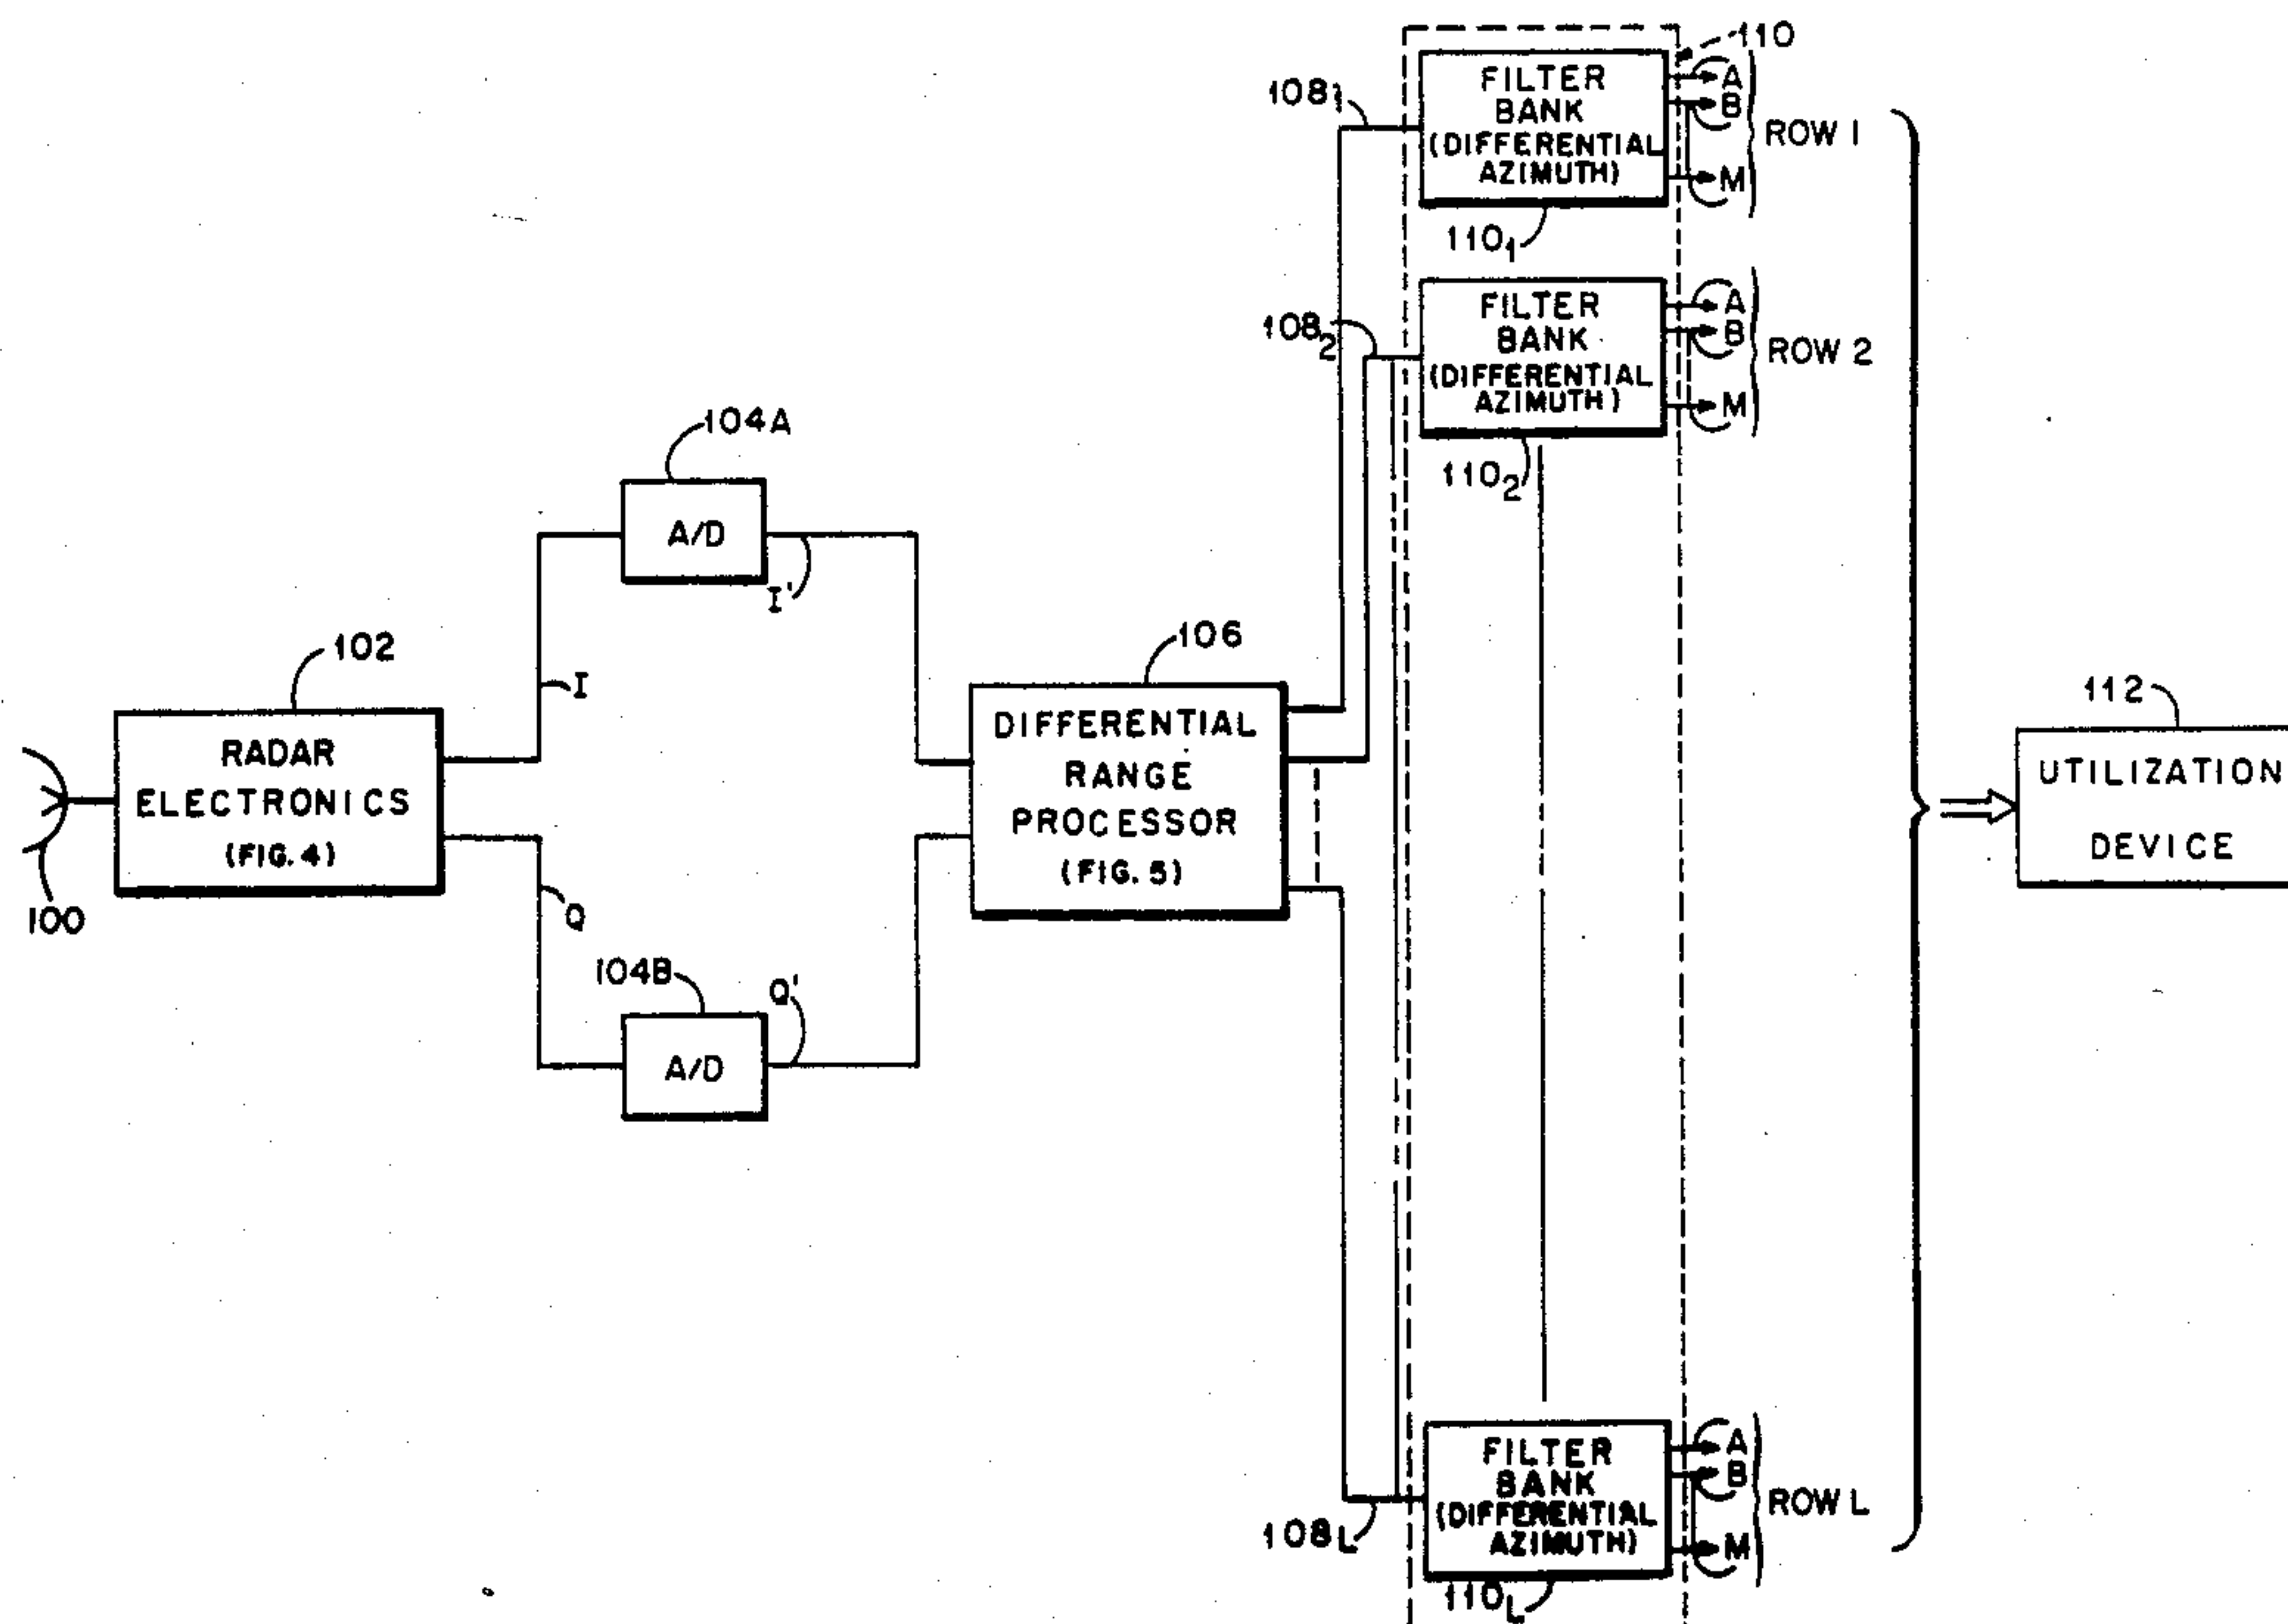 110
108₁
FILTER
BANK
(DIFFERENTIAL
AZIMUTH)
A
B
M
ROW 1
110₁
108₂
FILTER
BANK
(DIFFERENTIAL
AZIMUTH)
A
B
M
ROW 2
110₂
104A
A/D
I'
102
I
RADAR
ELECTRONICS
(FIG. 4)
100
Q
104B
A/D
Q'
106
DIFFERENTIAL
RANGE
PROCESSOR
(FIG. 5)
112
UTILIZATION
DEVICE
108L
FILTER
BANK
(DIFFERENTIAL
AZIMUTH)
A
B
M
ROW L
110L